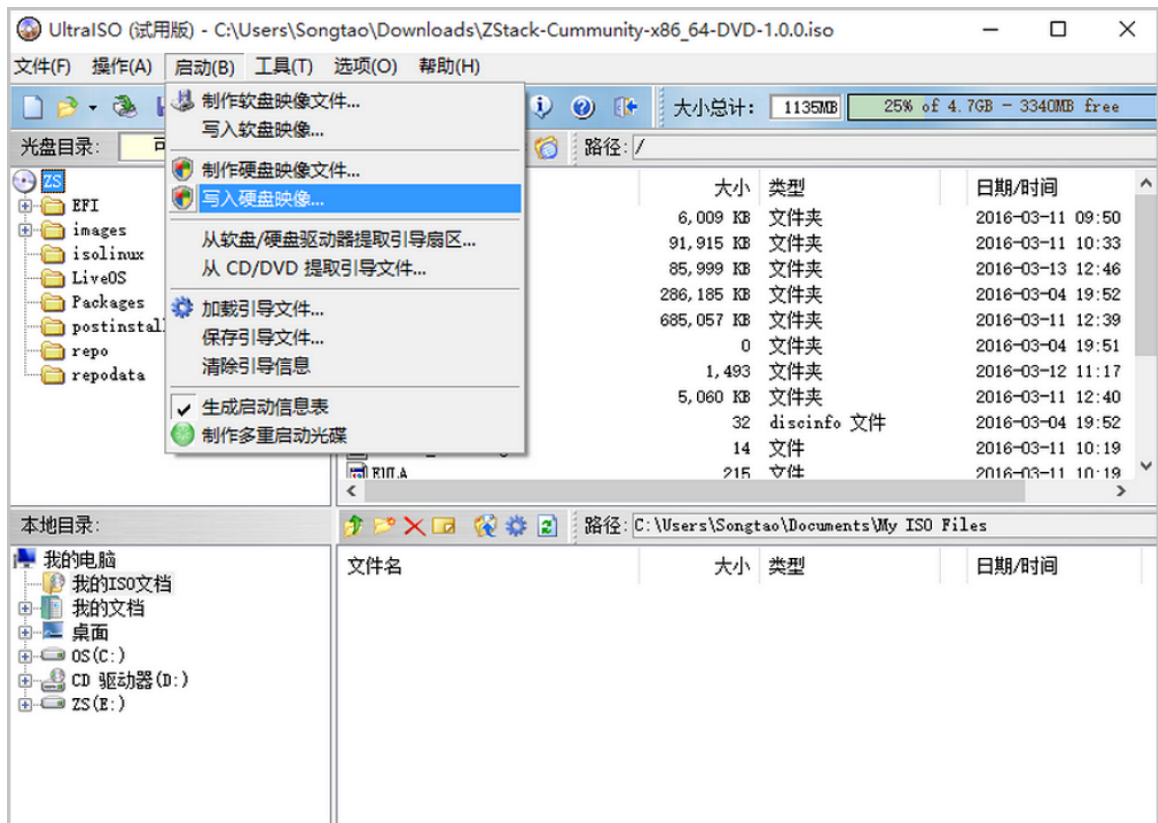 UltraISO (试用版) - C:\Users\Songtao\Downloads\ZStack-Cummunity-x86_64-DVD-1.0.0.iso
文件(F) 操作(A) 启动(B) 工具(T) 选项(O) 帮助(H)
大小总计: 1135MB 25% of 4.7GB - 3340MB free
光盘目录: 可 路径: /
制作软盘映像文件...
写入软盘映像...
制作硬盘映像文件...
写入硬盘映像...
从软盘/硬盘驱动器提取引导扇区...
从 CD/DVD 提取引导文件...
加载引导文件...
保存引导文件...
清除引导信息
生成启动信息表
制作多重启动光碟
ZS
EFI
images
isolinux
LiveOS
Packages
postinstall
repo
repodata
大小 类型 日期/时间
6,009 KB 文件夹 2016-03-11 09:50
91,915 KB 文件夹 2016-03-11 10:33
85,999 KB 文件夹 2016-03-13 12:46
286,185 KB 文件夹 2016-03-04 19:52
685,057 KB 文件夹 2016-03-11 12:39
0 文件夹 2016-03-04 19:51
1,493 文件夹 2016-03-12 11:17
5,060 KB 文件夹 2016-03-11 12:40
32 discinfo 文件 2016-03-04 19:52
14 文件 2016-03-11 10:19
EULA 215 文件 2016-03-11 10:19
本地目录: 路径: C:\Users\Songtao\Documents\My ISO Files
我的电脑
我的ISO文档
我的文档
桌面
OS(C:)
CD 驱动器(D:)
ZS(E:)
文件名 大小 类型 日期/时间